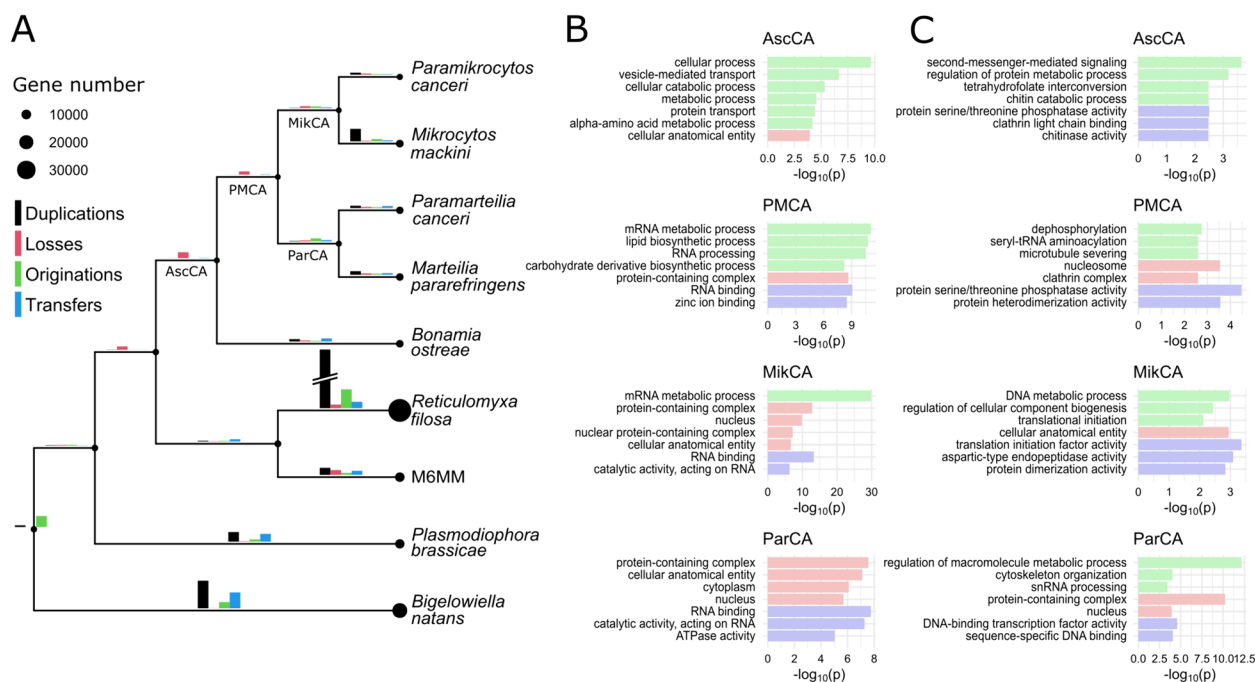 A
Gene number
10000
20000
30000
Duplications
Losses
Originations
Transfers
MikCA
PMCA
ParCA
AscCA
Paramikrocytos
canceri
Mikrocytos
mackini
Paramarteilia
canceri
Marteilia
pararefringens
Bonamia
ostreae
Reticulomyxa
filosa
M6MM
Plasmodiophora
brassicae
Bigelowiella
natans
B
AscCA
cellular process
vesicle-mediated transport
cellular catabolic process
metabolic process
protein transport
alpha-amino acid metabolic process
cellular anatomical entity
0.0 2.5 5.0 7.5 10.0
-log10(p)
PMCA
mRNA metabolic process
lipid biosynthetic process
RNA processing
carbohydrate derivative biosynthetic process
protein-containing complex
RNA binding
zinc ion binding
0 3 6 9
-log10(p)
MikCA
mRNA metabolic process
protein-containing complex
nucleus
nuclear protein-containing complex
cellular anatomical entity
RNA binding
catalytic activity, acting on RNA
0 10 20 30
-log10(p)
ParCA
protein-containing complex
cellular anatomical entity
cytoplasm
nucleus
RNA binding
catalytic activity, acting on RNA
ATPase activity
0 2 4 6 8
-log10(p)
C
AscCA
second-messenger-mediated signaling
regulation of protein metabolic process
tetrahydrofolate interconversion
chitin catabolic process
protein serine/threonine phosphatase activity
clathrin light chain binding
chitinase activity
0 1 2 3
-log10(p)
PMCA
dephosphorylation
seryl-tRNA aminoacylation
microtubule severing
nucleosome
clathrin complex
protein serine/threonine phosphatase activity
protein heterodimerization activity
0 1 2 3 4
-log10(p)
MikCA
DNA metabolic process
regulation of cellular component biogenesis
translational initiation
cellular anatomical entity
translation initiation factor activity
aspartic-type endopeptidase activity
protein dimerization activity
0 1 2 3
-log10(p)
ParCA
regulation of macromolecule metabolic process
cytoskeleton organization
snRNA processing
protein-containing complex
nucleus
DNA-binding transcription factor activity
sequence-specific DNA binding
0.0 2.5 5.0 7.5 10.0 12.5
-log10(p)